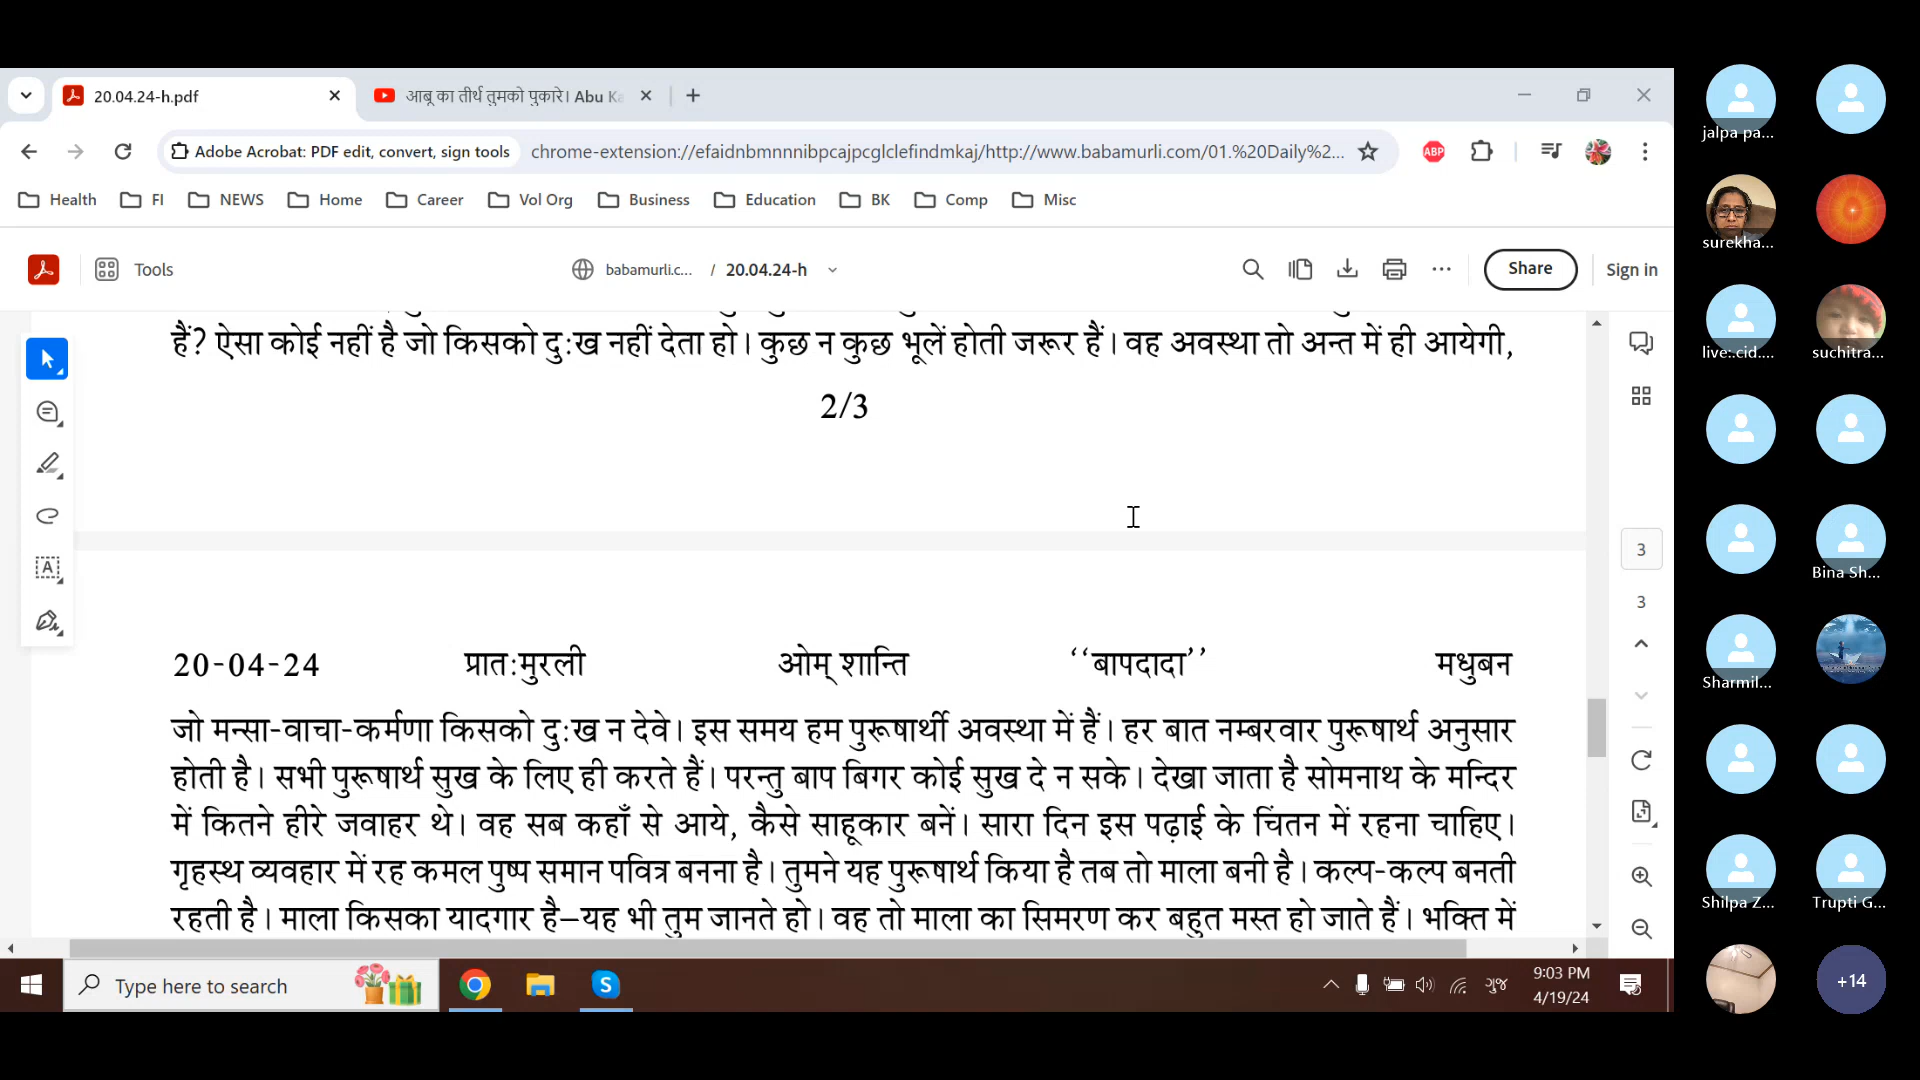 20.04.24-h.pdf
आबू का तीर्थ तुमको पुकारे। Abu Ka
Adobe Acrobat: PDF edit, convert, sign tools
chrome-extension://efaidnbmnnnibpcajpcglclefindmkaj/http://www.babamurli.com/01.%20Daily%2...
ABP
Health
FI
NEWS
Home
Career
Vol Org
Business
Education
BK
Comp
Misc
Tools
babamurli.c... / 20.04.24-h
Share
Sign in
हैं? ऐसा कोई नहीं है जो किसको दु:ख नहीं देता हो। कुछ न कुछ भूलें होती जरूर हैं। वह अवस्था तो अन्त में ही आयेगी,
2/3
3
3
20-04-24 प्रात:मुरली ओम् शान्ति ‘‘बापदादा’’ मधुबन
जो मन्सा-वाचा-कर्मणा किसको दु:ख न देवे। इस समय हम पुरूषार्थी अवस्था में हैं। हर बात नम्बरवार पुरूषार्थ अनुसार
होती है। सभी पुरूषार्थ सुख के लिए ही करते हैं। परन्तु बाप बिगर कोई सुख दे न सके। देखा जाता है सोमनाथ के मन्दिर
में कितने हीरे जवाहर थे। वह सब कहाँ से आये, कैसे साहूकार बनें। सारा दिन इस पढ़ाई के चिंतन में रहना चाहिए।
गृहस्थ व्यवहार में रह कमल पुष्प समान पवित्र बनना है। तुमने यह पुरूषार्थ किया है तब तो माला बनी है। कल्प-कल्प बनती
रहती है। माला किसका यादगार है–यह भी तुम जानते हो। वह तो माला का सिमरण कर बहुत मस्त हो जाते हैं। भक्ति में
Type here to search
ગુજ
9:03 PM
4/19/24
jalpa pa...
surekha...
live:.cid....
suchitra...
Bina Sh...
Sharmil...
Shilpa Z...
Trupti G...
+14